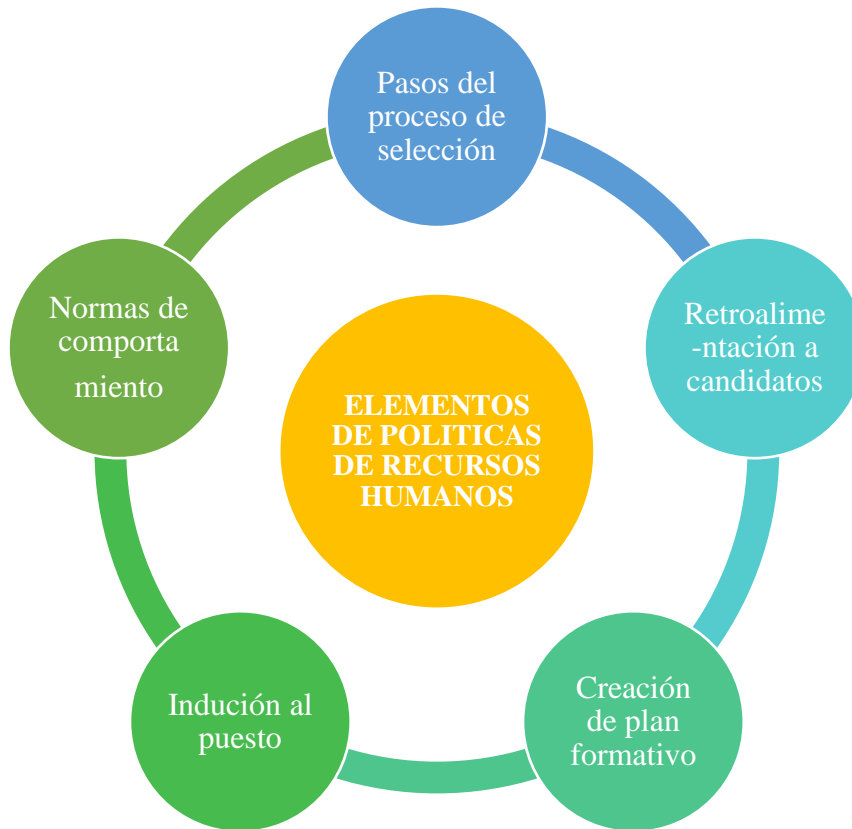 Pasos del
proceso de
selección
Retroalime
-ntación a
candidatos
Creación
de plan
formativo
Indución al
puesto
Normas de
comporta
miento
ELEMENTOS
DE POLITICAS
DE RECURSOS
HUMANOS